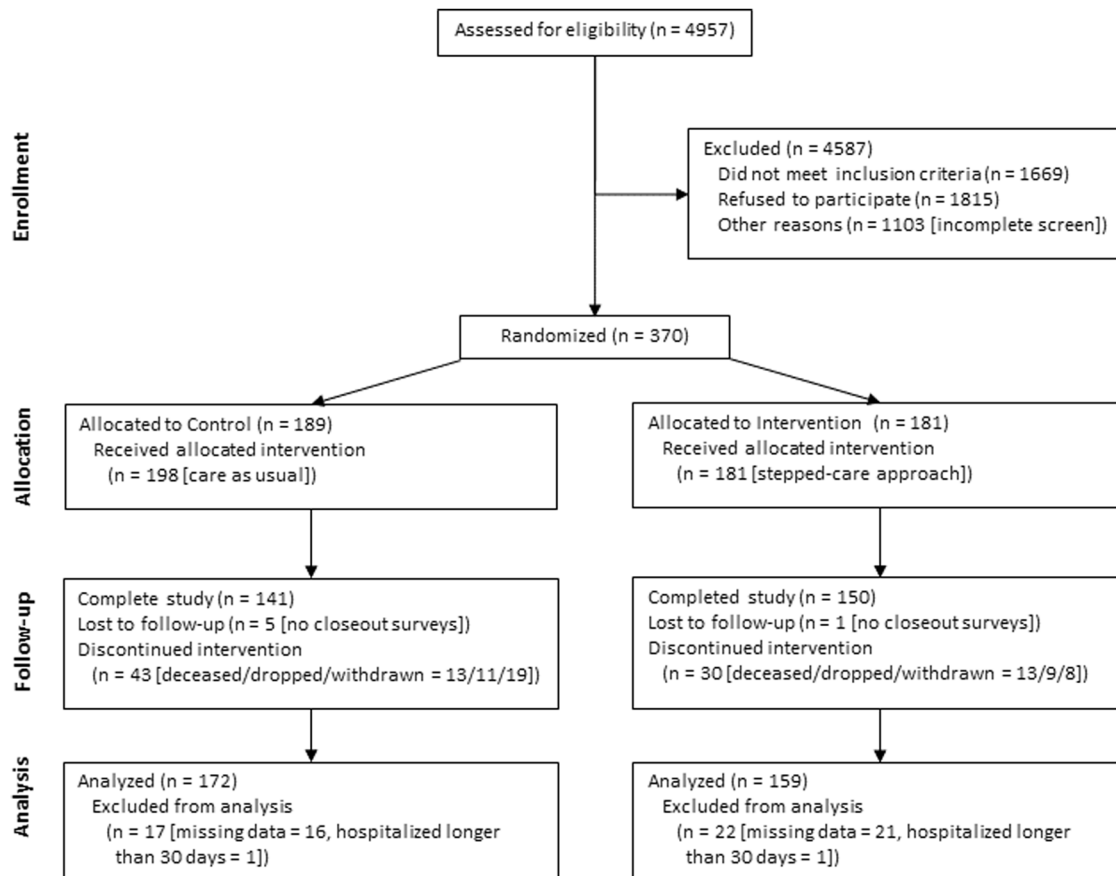 Assessed for eligibility (n = 4957)
Enrollment
Excluded (n = 4587)
Did not meet inclusion criteria (n = 1669)
Refused to participate (n = 1815)
Other reasons (n = 1103 [incomplete screen])
Randomized (n = 370)
Allocation
Allocated to Control (n = 189)
Received allocated intervention
(n = 198 [care as usual])
Allocated to Intervention (n = 181)
Received allocated intervention
(n = 181 [stepped-care approach])
Follow-up
Complete study (n = 141)
Lost to follow-up (n = 5 [no closeout surveys])
Discontinued intervention
(n = 43 [deceased/dropped/withdrawn = 13/11/19])
Completed study (n = 150)
Lost to follow-up (n = 1 [no closeout surveys])
Discontinued intervention
(n = 30 [deceased/dropped/withdrawn = 13/9/8])
Analysis
Analyzed (n = 172)
Excluded from analysis
(n = 17 [missing data = 16, hospitalized longer
than 30 days = 1])
Analyzed (n = 159)
Excluded from analysis
(n = 22 [missing data = 21, hospitalized longer
than 30 days = 1])